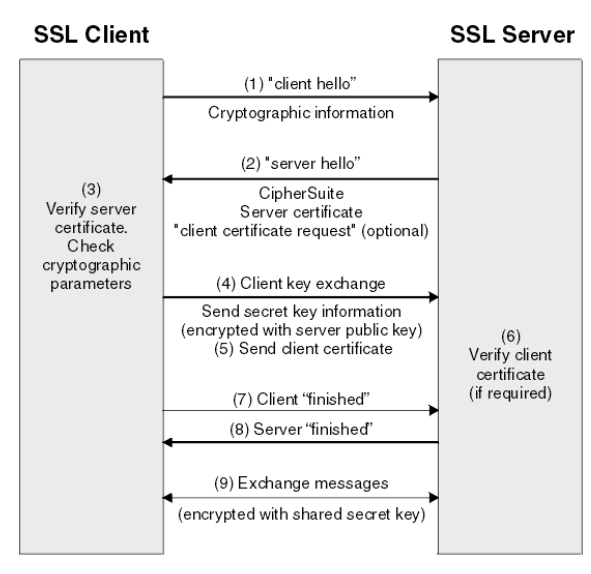 SSL Client
SSL Server
(1) "client hello”
Cryptographic information
(2) "server hello”
CipherSuite
Server certificate
"client certificate request" (optional)
(3)
Verify server
certificate.
Check
cryptographic
parameters
(4) Client key exchange
Send secret key information
(encrypted with server public key)
(5) Send client certificate
(6)
Verify client
certificate
(if required)
(7) Client “finished”
(8) Server “finished”
(9) Exchange messages
(encrypted with shared secret key)